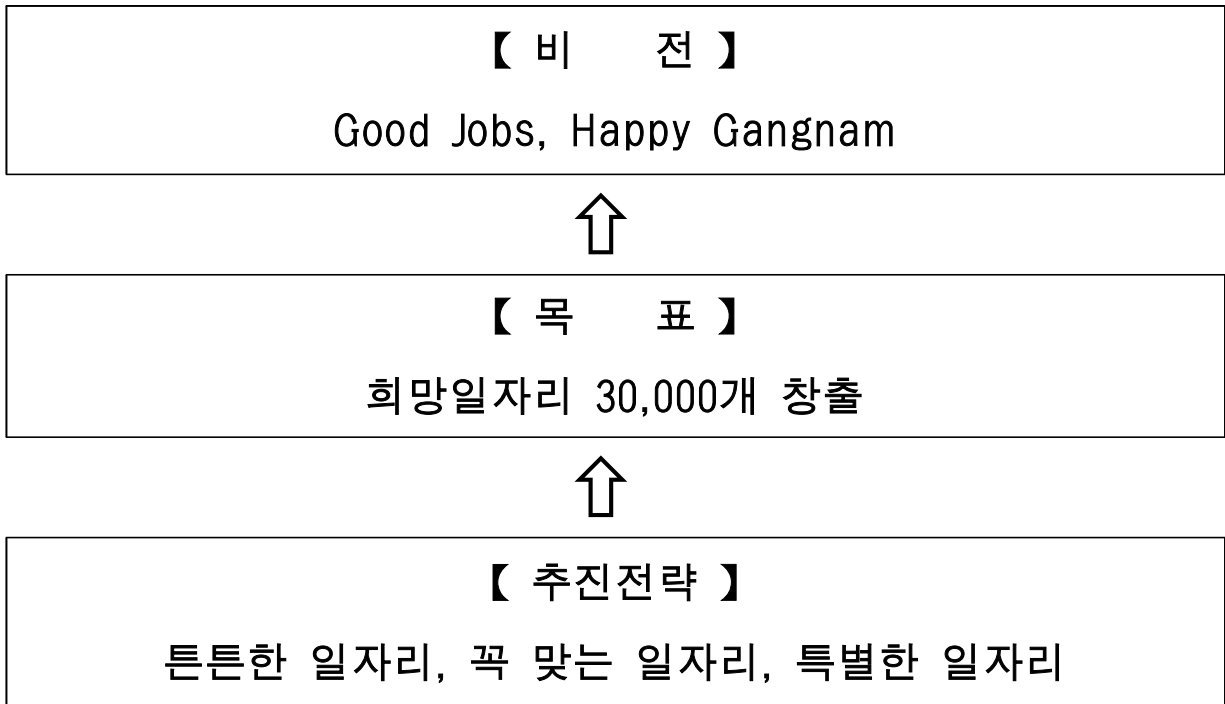 【 비 전 】
Good Jobs, Happy Gangnam
【 목 표 】
희망일자리 30,000개 창출
【 추진전략 】
튼튼한 일자리, 꼭 맞는 일자리, 특별한 일자리